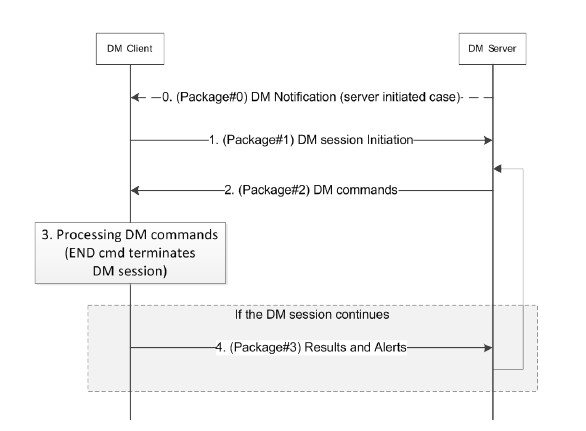 DM Client
DM Server
0. (Package#0) DM Notification (server initiated case)
1. (Package#1) DM session Initiation
2. (Package#2) DM commands
3. Processing DM commands
(END cmd terminates
DM session)
If the DM session continues
4. (Package#3) Results and Alerts